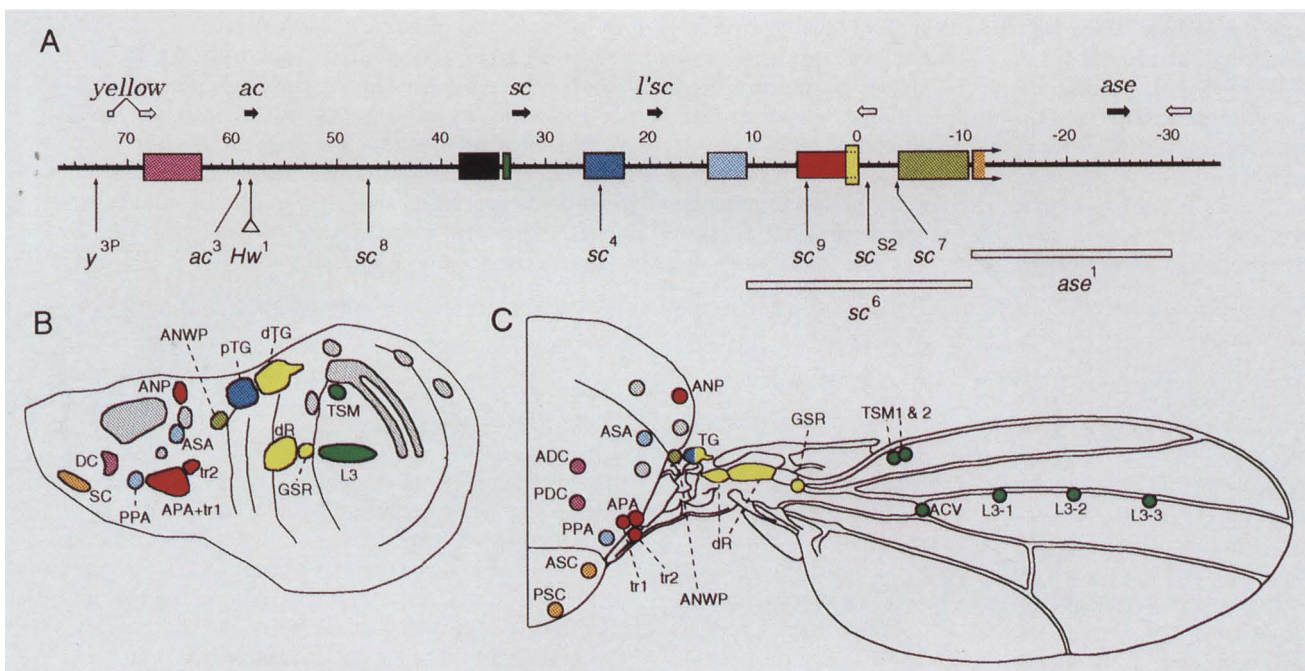 A
yellow ac sc l'sc ase
70 60 50 40 30 20 10 0 -10 -20 -30
y3P ac3 Hw1 sc8 sc4 sc9 scS2 sc7
ase1
sc6
B
ANWP pTG dTG
ANP
TSM
ASA
dR
DC
tr2
SC
GSR
L3
PPA
APA+tr1
C
ANP
TSM1 & 2
GSR
ASA
TG
ADC
PDC
APA
ACV L3-1 L3-2 L3-3
PPA
dR
ASC
tr1 tr2
ANWP
PSC